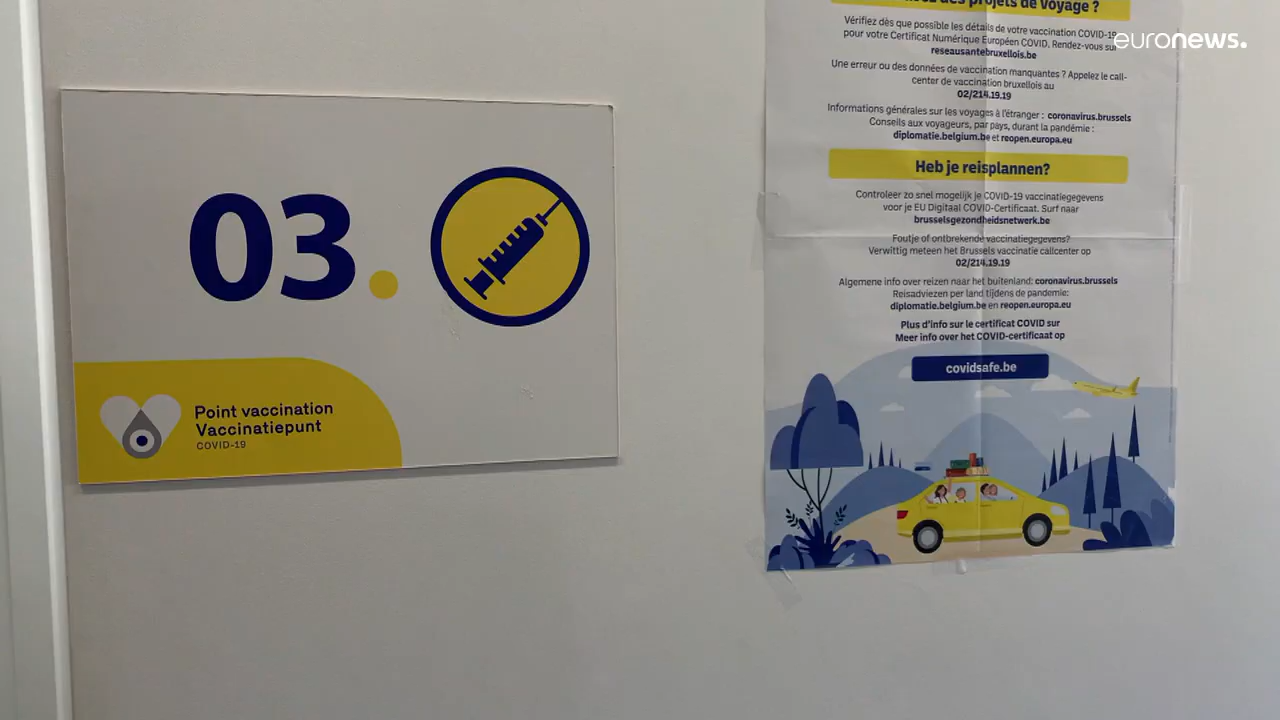 euronews.
03.
Point vaccination
Vaccinatiepunt
COVID-19
des projets de voyage ?
Vérifiez dès que possible les détails de votre vaccination COVID-19
pour votre Certificat Numérique Européen COVID. Rendez-vous sur
reseausantebruxellois.be
Une erreur ou des données de vaccination manquantes ? Appelez le call-
center de vaccination bruxellois au
02/214.19.19
Informations générales sur les voyages à l'étranger : coronavirus.brussels
Conseils aux voyageurs, par pays, durant la pandémie :
diplomatie.belgium.be et reopen.europa.eu
Heb je reisplannen?
Controleer zo snel mogelijk je COVID-19 vaccinatiegegevens
voor je EU Digitaal COVID-Certificaat. Surf naar
brusselsgezondheidsnetwerk.be
Foutje of ontbrekende vaccinatiegegevens?
Verwittig meteen het Brussels vaccinatie callcenter op
02/214.19.19
Algemene info over reizen naar het buitenland: coronavirus.brussels
Reisadviezen per land tijdens de pandemie:
diplomatie.belgium.be en reopen.europa.eu
Plus d'info sur le certificat COVID sur
Meer info over het COVID-certificaat op
covidsafe.be